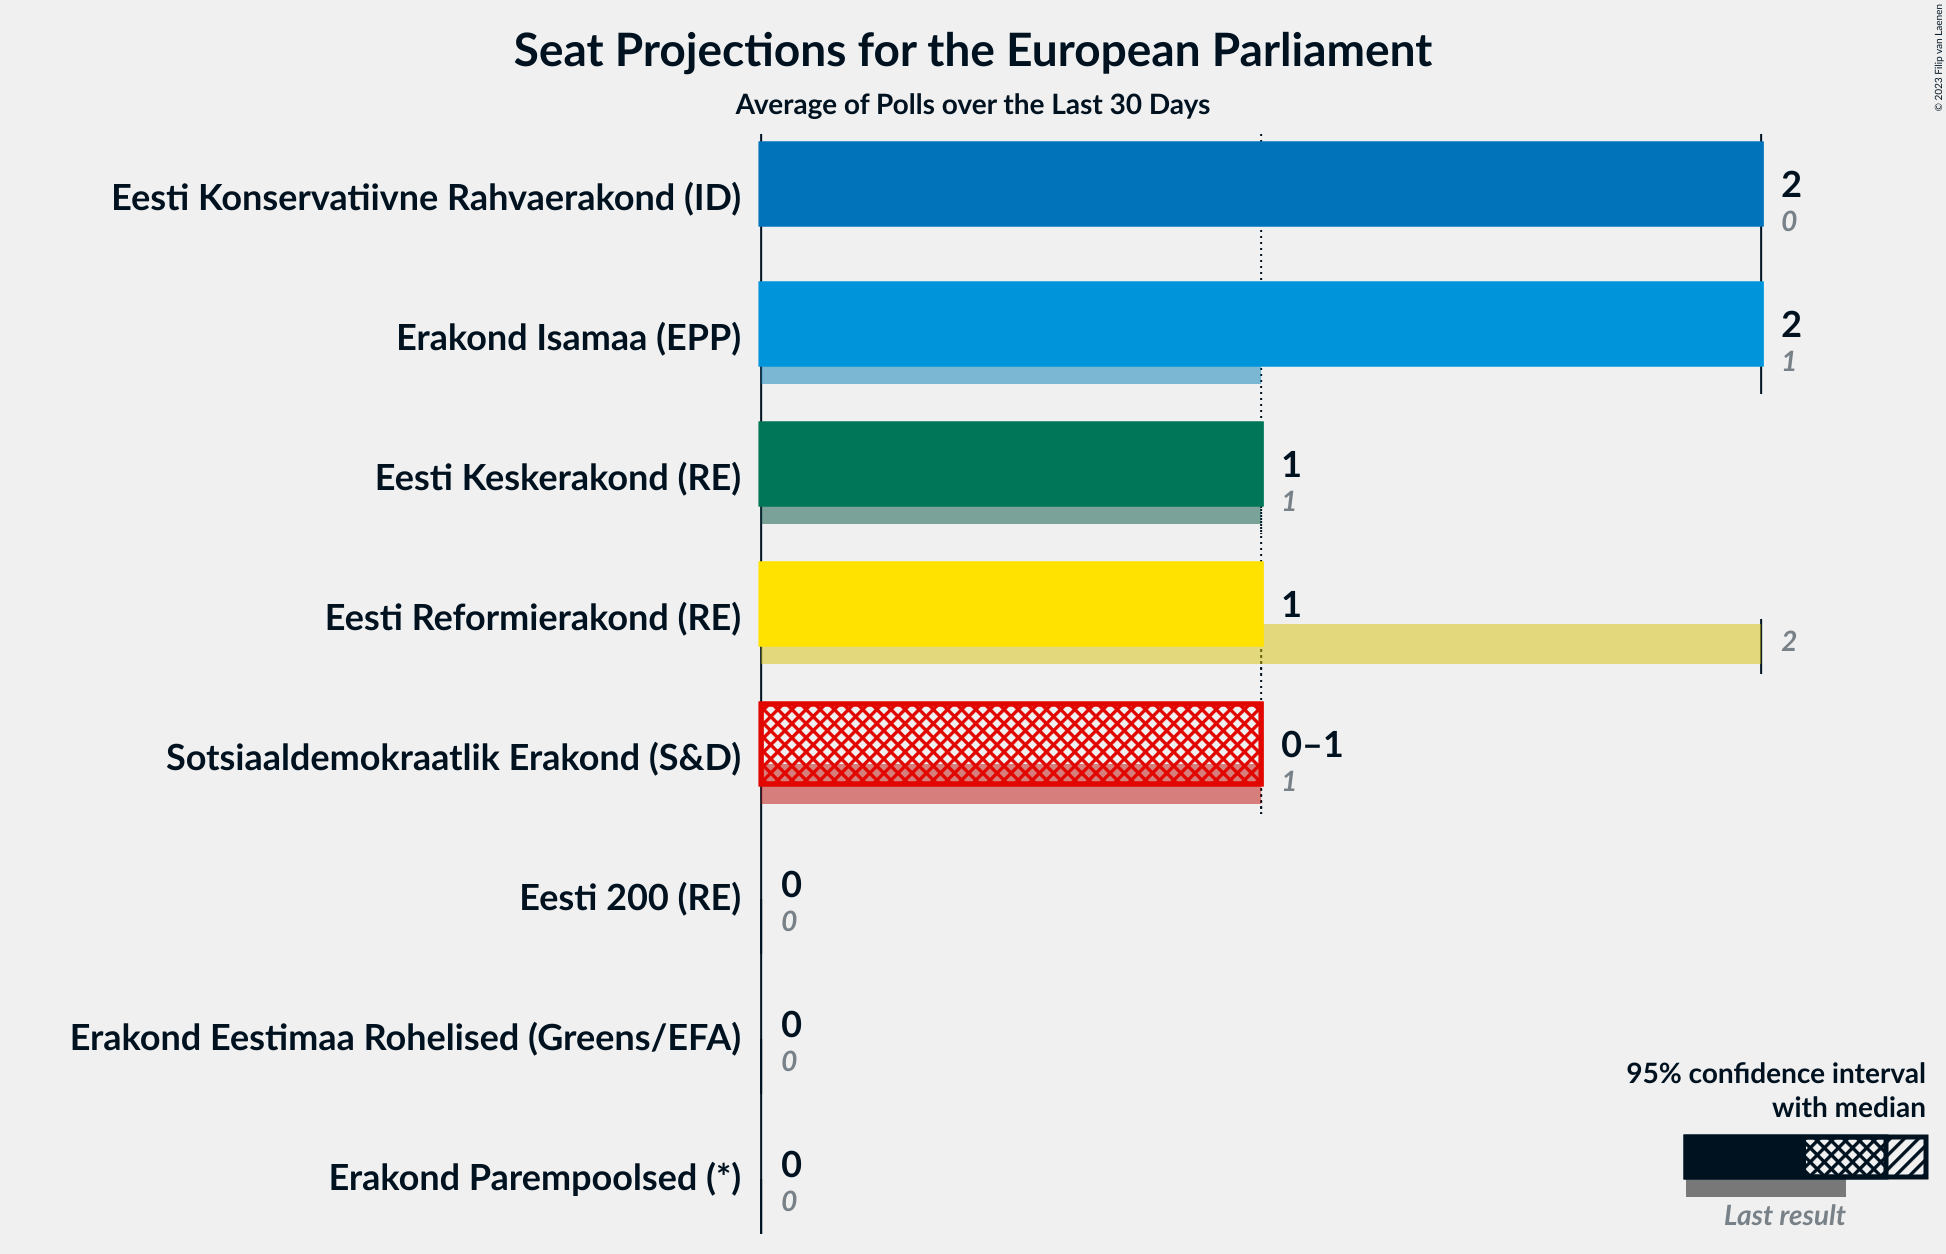 Seat Projections for the European Parliament
Average of Polls over the Last 30 Days
© 2023 Filip van Laenen
Eesti Konservatiivne Rahvaerakond (ID)
2
0
Erakond Isamaa (EPP)
2
1
Eesti Keskerakond (RE)
1
1
Eesti Reformierakond (RE)
1
2
Sotsiaaldemokraatlik Erakond (S&D)
0–1
1
Eesti 200 (RE)
0
0
Erakond Eestimaa Rohelised (Greens/EFA)
0
0
Erakond Parempoolsed (*)
0
0
95% confidence interval
with median
Last result